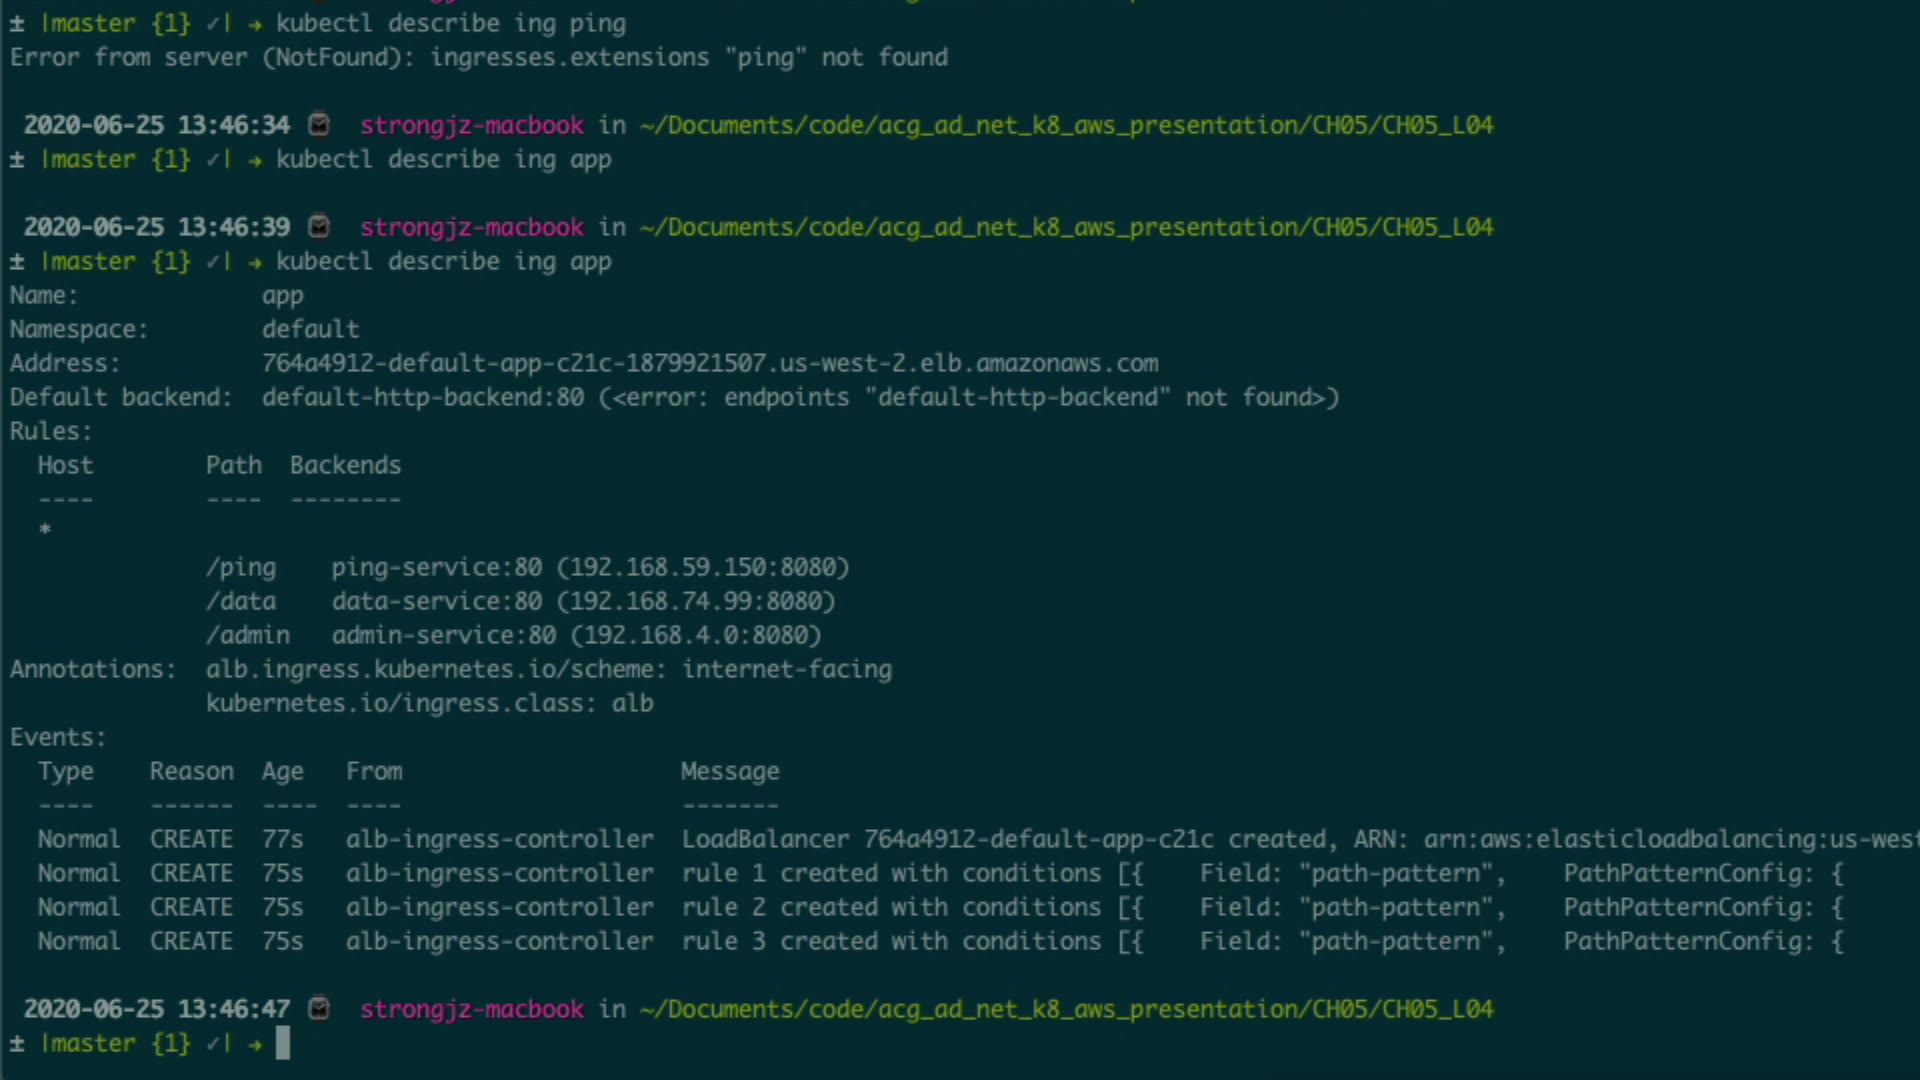 ± |master {1} ✓| → kubectl describe ing ping
Error from server (NotFound): ingresses.extensions "ping" not found
2020-06-25 13:46:34 strongjz-macbook in ~/Documents/code/acg_ad_net_k8_aws_presentation/CH05/CH05_L04
± |master {1} ✓| → kubectl describe ing app
2020-06-25 13:46:39 strongjz-macbook in ~/Documents/code/acg_ad_net_k8_aws_presentation/CH05/CH05_L04
± |master {1} ✓| → kubectl describe ing app
Name: app
Namespace: default
Address: 764a4912-default-app-c21c-1879921507.us-west-2.elb.amazonaws.com
Default backend: default-http-backend:80 (<error: endpoints "default-http-backend" not found>)
Rules:
Host Path Backends
---- ---- --------
*
/ping ping-service:80 (192.168.59.150:8080)
/data data-service:80 (192.168.74.99:8080)
/admin admin-service:80 (192.168.4.0:8080)
Annotations: alb.ingress.kubernetes.io/scheme: internet-facing
kubernetes.io/ingress.class: alb
Events:
Type Reason Age From Message
---- ------ ---- ---- -------
Normal CREATE 77s alb-ingress-controller LoadBalancer 764a4912-default-app-c21c created, ARN: arn:aws:elasticloadbalancing:us-west
Normal CREATE 75s alb-ingress-controller rule 1 created with conditions [{ Field: "path-pattern", PathPatternConfig: {
Normal CREATE 75s alb-ingress-controller rule 2 created with conditions [{ Field: "path-pattern", PathPatternConfig: {
Normal CREATE 75s alb-ingress-controller rule 3 created with conditions [{ Field: "path-pattern", PathPatternConfig: {
2020-06-25 13:46:47 strongjz-macbook in ~/Documents/code/acg_ad_net_k8_aws_presentation/CH05/CH05_L04
± |master {1} ✓| →